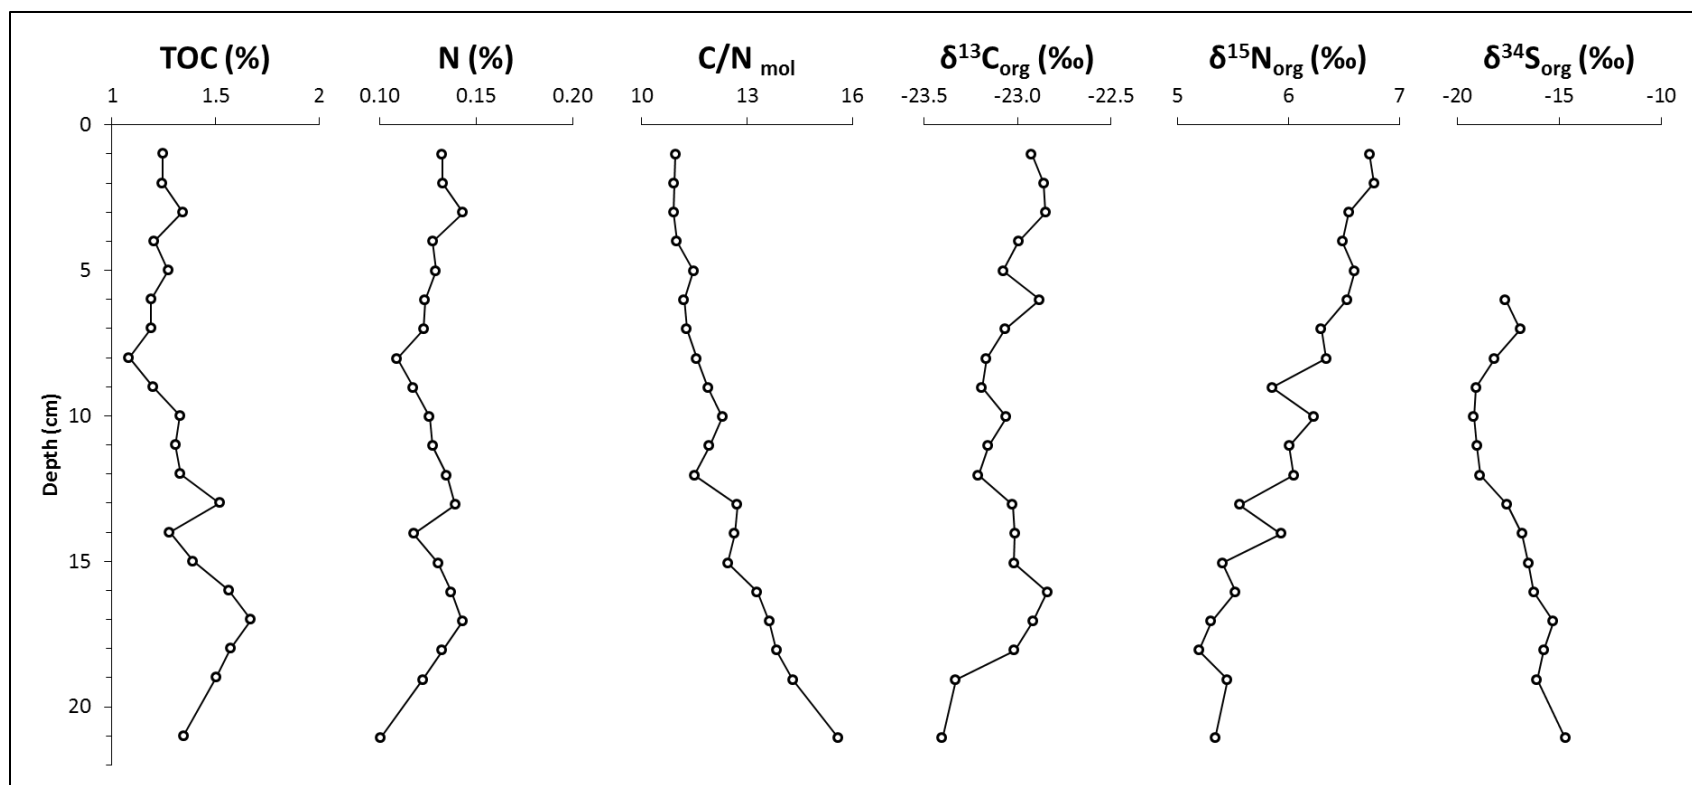 TOC (%) N (%) C/N mol δ¹³Corg (‰) δ¹⁵Norg (‰) δ³⁴Sorg (‰)
1 1.5 2 0.10 0.15 0.20 10 13 16 -23.5 -23.0 -22.5 5 6 7 -20 -15 -10
0
5
10
Depth (cm)
15
20